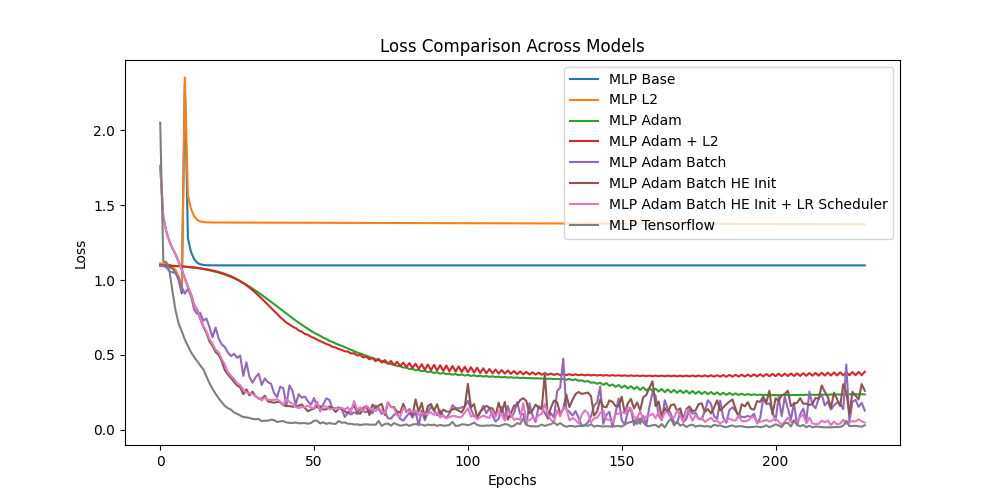 Loss Comparison Across Models
MLP Base
MLP L2
MLP Adam
MLP Adam + L2
MLP Adam Batch
MLP Adam Batch HE Init
MLP Adam Batch HE Init + LR Scheduler
MLP Tensorflow
Loss
2.0
1.5
1.0
0.5
0.0
0
50
100
150
200
Epochs